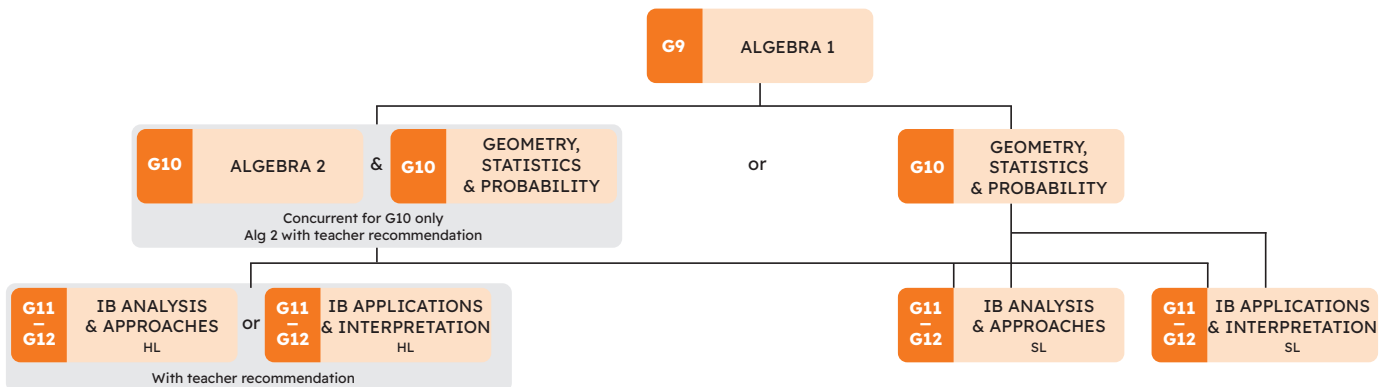 G9
ALGEBRA 1
G10
ALGEBRA 2
&
G10
GEOMETRY,
STATISTICS
& PROBABILITY
Concurrent for G10 only
Alg 2 with teacher recommendation
or
G10
GEOMETRY,
STATISTICS
& PROBABILITY
G11
–
G12
IB ANALYSIS
& APPROACHES
HL
or
G11
–
G12
IB APPLICATIONS
& INTERPRETATION
HL
With teacher recommendation
G11
–
G12
IB ANALYSIS
& APPROACHES
SL
G11
–
G12
IB APPLICATIONS
& INTERPRETATION
SL